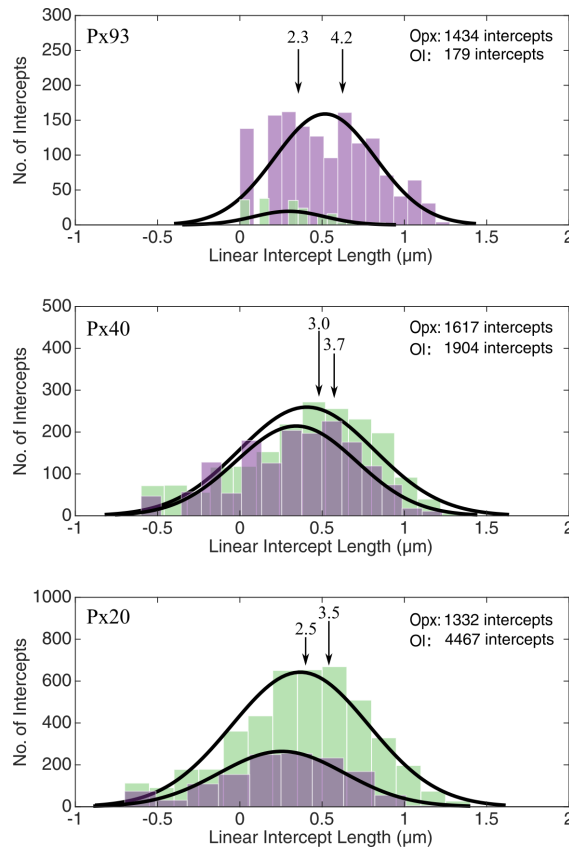 Px93
2.3 4.2
Opx: 1434 intercepts
Ol: 179 intercepts
No. of Intercepts
300
250
200
150
100
50
0
-1 -0.5 0 0.5 1 1.5 2
Linear Intercept Length (µm)
Px40
3.0
3.7
Opx: 1617 intercepts
Ol: 1904 intercepts
No. of Intercepts
500
400
300
200
100
0
-1 -0.5 0 0.5 1 1.5 2
Linear Intercept Length (µm)
Px20
3.5
2.5
Opx: 1332 intercepts
Ol: 4467 intercepts
No. of Intercepts
1000
800
600
400
200
0
-1 -0.5 0 0.5 1 1.5 2
Linear Intercept Length (µm)